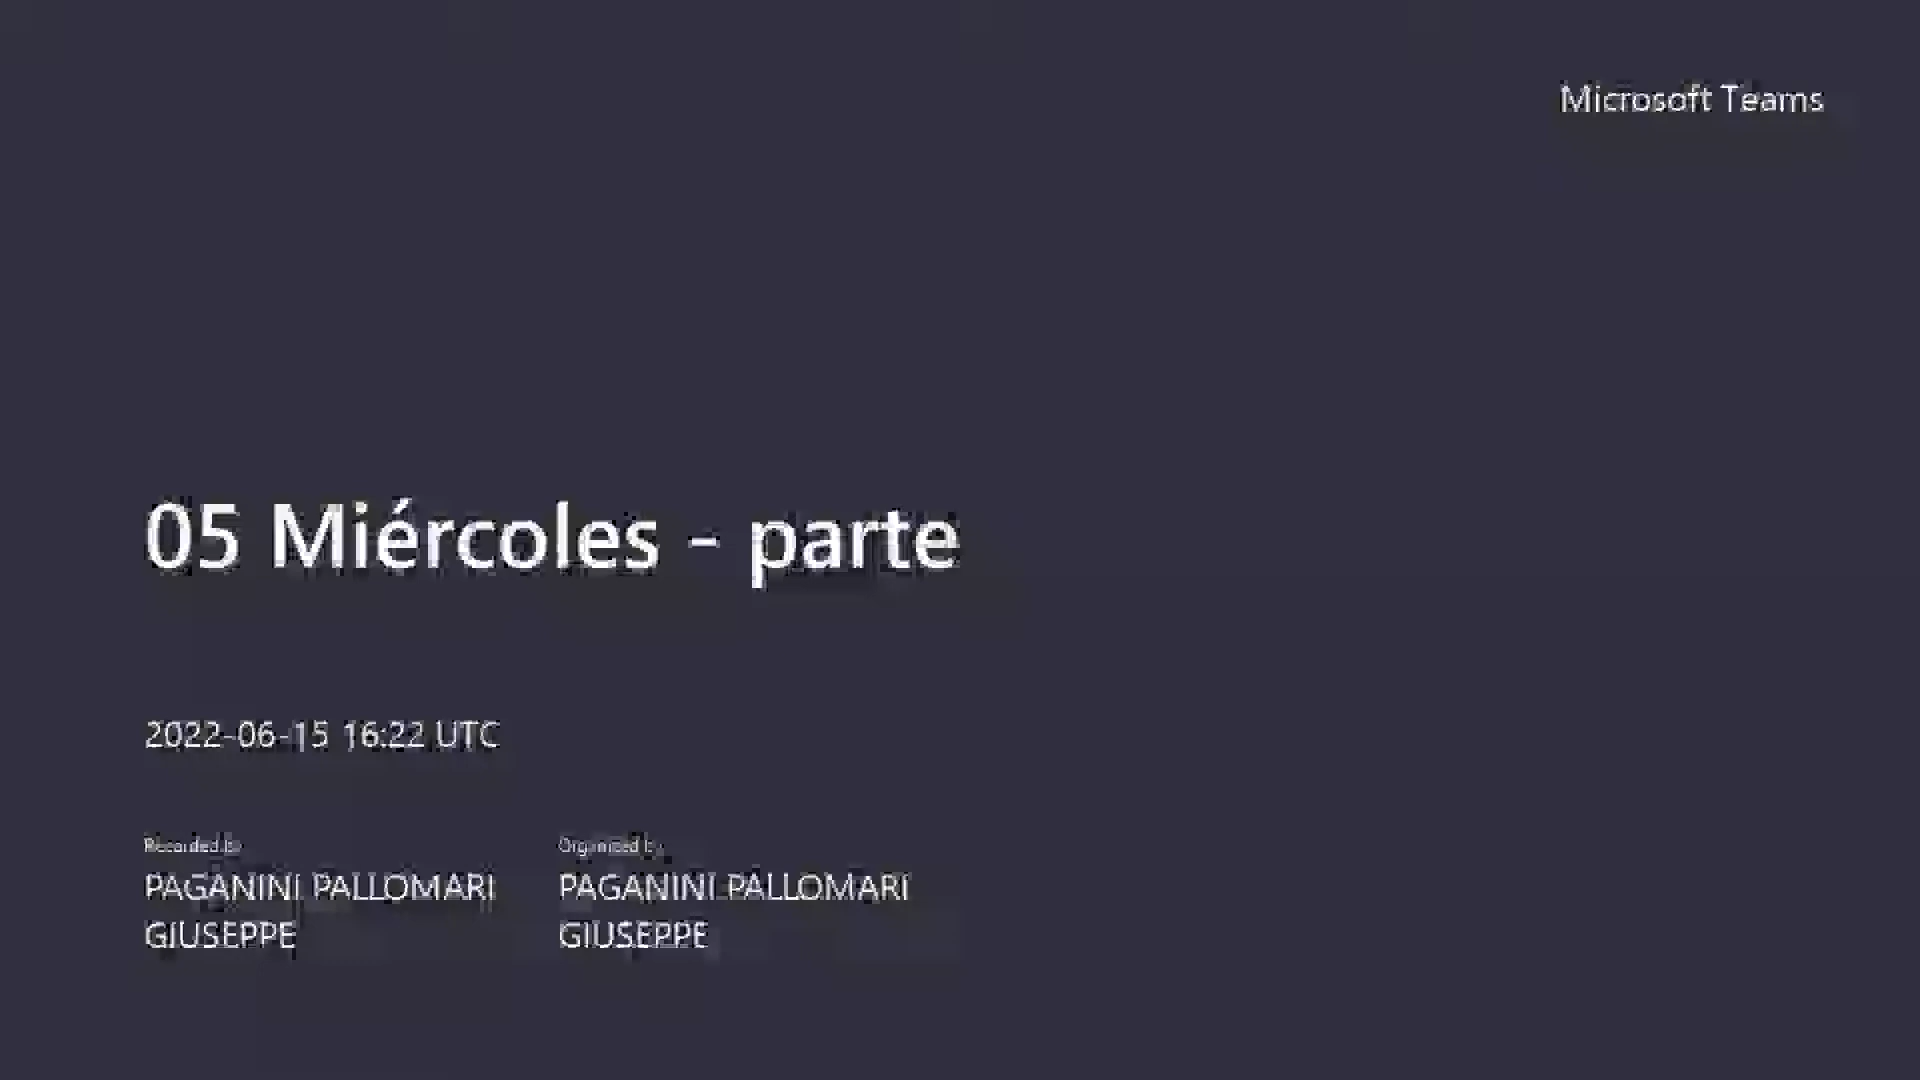 Microsoft Teams
05 Miércoles - parte
2022-06-15 16:22 UTC
Recorded by
Organized by
PAGANINI PALLOMARI
GIUSEPPE
PAGANINI PALLOMARI
GIUSEPPE